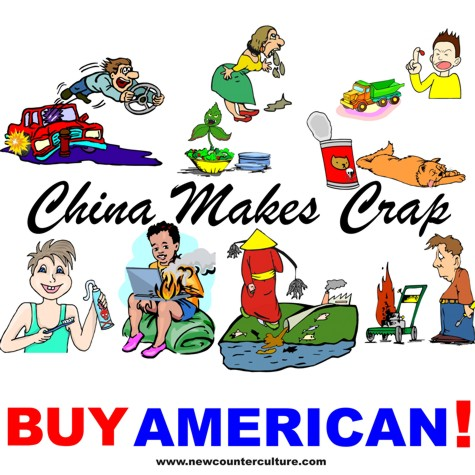 China Makes Crap
BUY AMERICAN!
www.newcounterculture.com